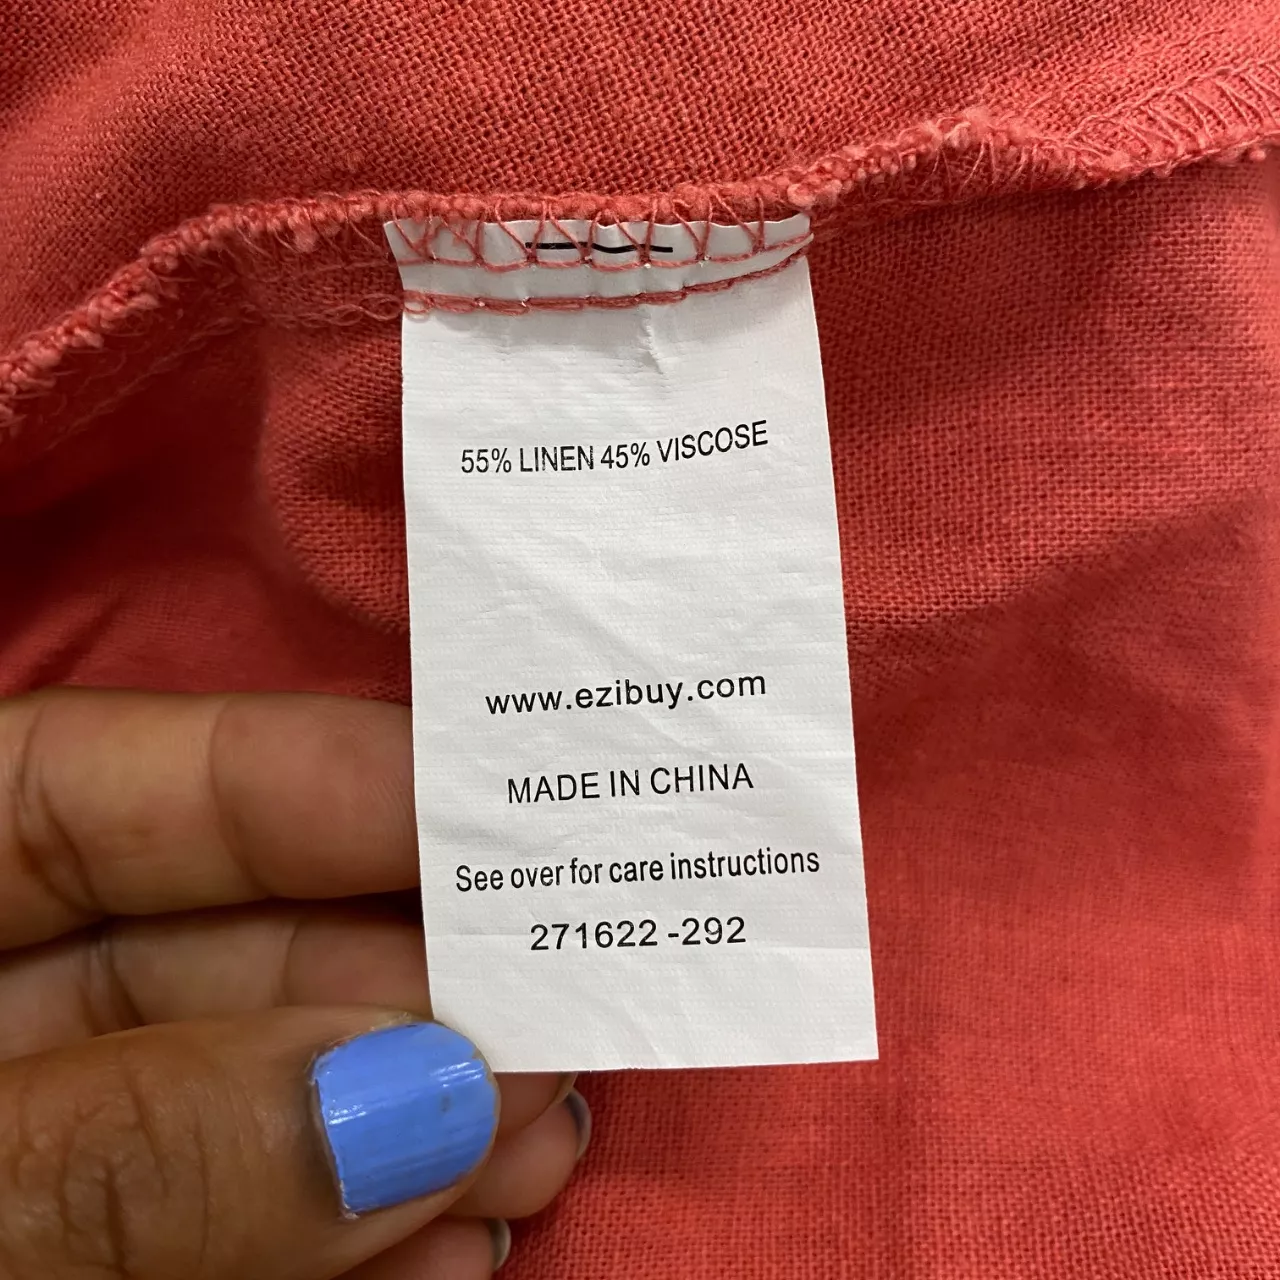 55% LINEN 45% VISCOSE
www.ezibuy.com
MADE IN CHINA
See over for care instructions
271622 -292